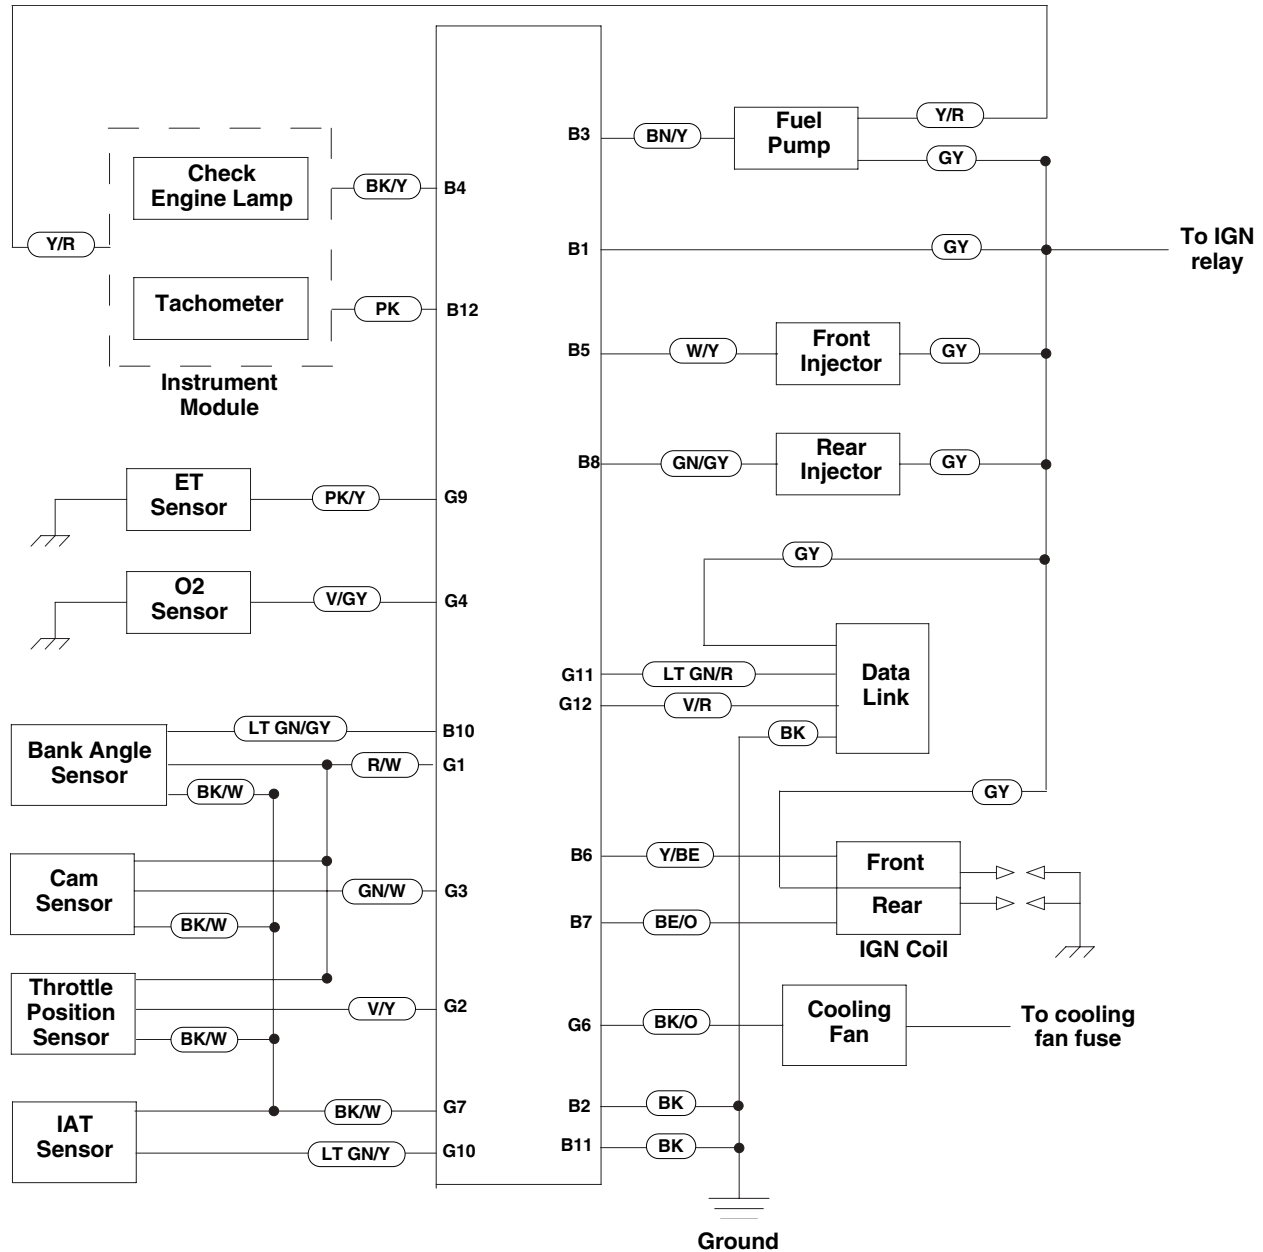 B3
BN/Y
Fuel
Pump
Y/R
GY
Check
Engine Lamp
BK/Y
B4
Y/R
B1
GY
To IGN
relay
Tachometer
PK
B12
Instrument
Module
B5
W/Y
Front
Injector
GY
B8
GN/GY
Rear
Injector
GY
ET
Sensor
PK/Y
G9
GY
O2
Sensor
V/GY
G4
G11
LT GN/R
Data
Link
G12
V/R
BK
Bank Angle
Sensor
LT GN/GY
B10
R/W
G1
BK/W
GY
Cam
Sensor
GN/W
G3
BK/W
B6
Y/BE
Front
Rear
B7
BE/O
IGN Coil
Throttle
Position
Sensor
V/Y
G2
BK/W
G6
BK/O
Cooling
Fan
To cooling
fan fuse
IAT
Sensor
BK/W
G7
LT GN/Y
G10
B2
BK
B11
BK
Ground